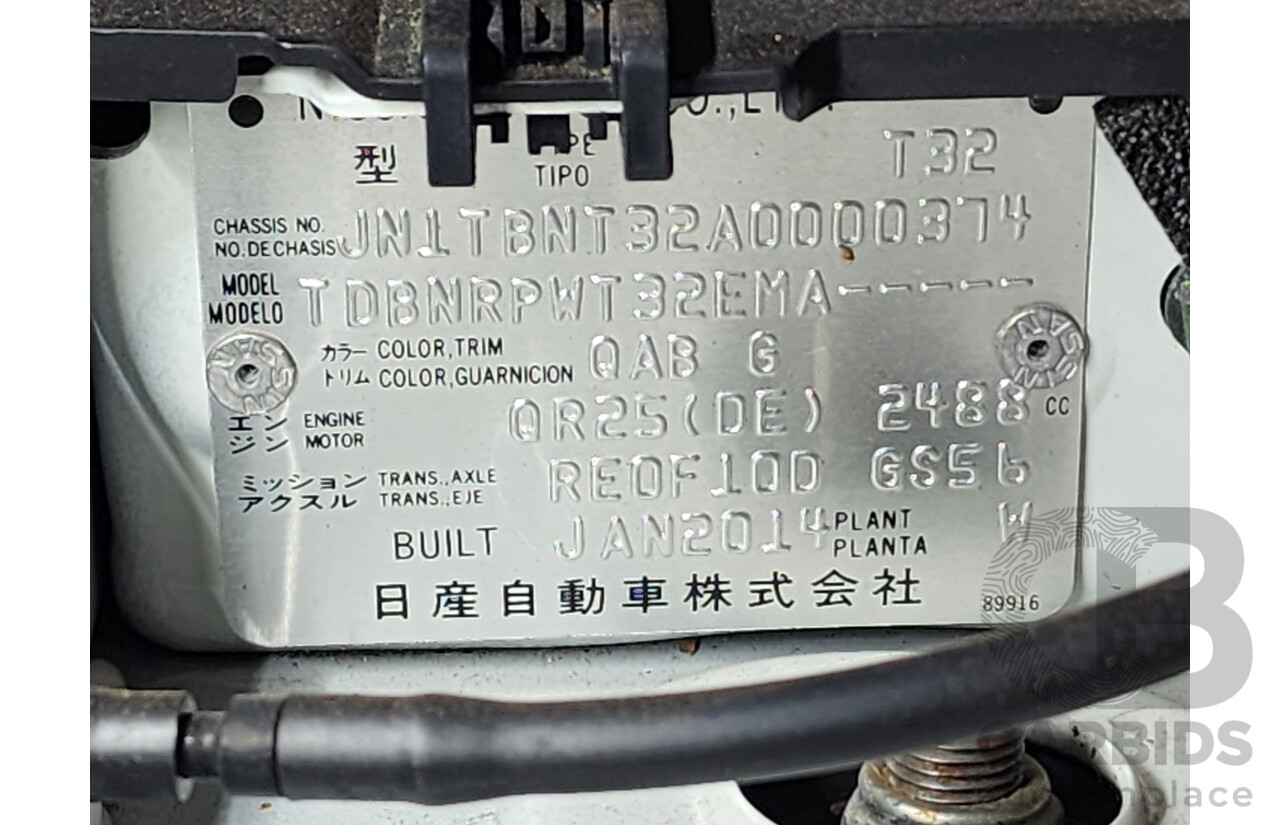 型 TIPO T32
CHASSIS NO.
NO.DE CHASIS JN1TBNT32A0000374
MODEL
MODELO TDBNRPWT32EMA-----
カラー COLOR,TRIM QAB G
トリム COLOR,GUARNICION
エンジン ENGINE MOTOR QR25(DE) 2488 CC
ミッション TRANS.,AXLE
アクスル TRANS.,EJE RE0F10D GS56
BUILT JAN2014 PLANT
PLANTA W
日産自動車株式会社 89916